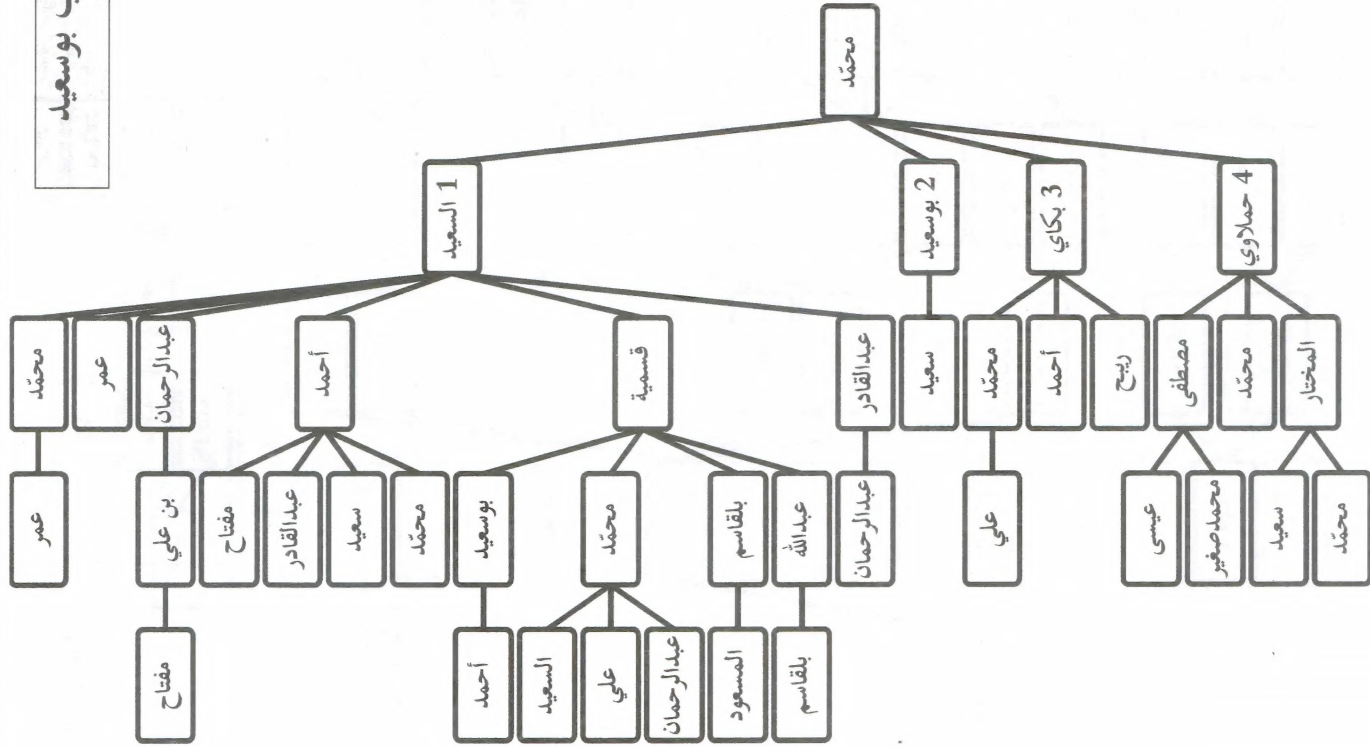 بوسعيد
محمّد
1 السعيد
2 بوسعيد
3 بكاي
4 حملاوي
محمّد
عمر
عبدالرحمان
أحمد
قسمية
عبدالقادر
سعيد
محمّد
أحمد
ربيح
مصطفى
محمّد
المختار
عمر
بن علي
مفتاح
عبدالقادر
سعيد
محمّد
بوسعيد
محمّد
بلقاسم
عبدالله
عبدالرحمان
علي
عيسى
محمدصغير
سعيد
محمّد
مفتاح
أحمد
السعيد
علي
عبدالرحمان
المسعود
بلقاسم